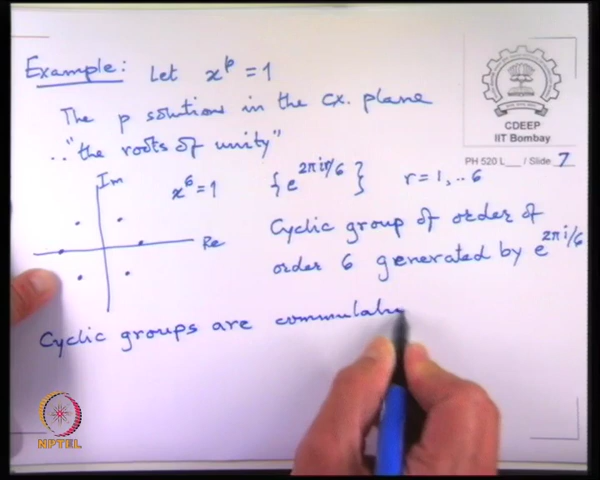 Example: Let x^p = 1
The p solutions in the cx. plane
.. "the roots of unity"
Im
x^6 = 1 { e^{2πir/6} } r = 1, .. 6
Re
Cyclic group of order of
order 6 generated by e^{2πi/6}
Cyclic groups are commutativ
CDEEP
IIT Bombay
PH 520 L___ / Slide 7
NPTEL